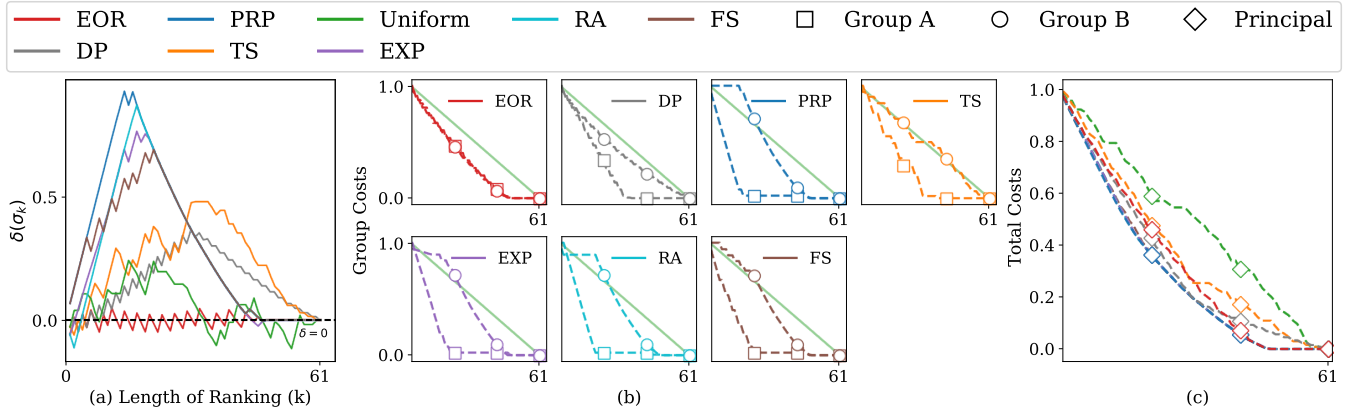 EOR PRP Uniform RA FS Group A Group B Principal
DP TS EXP
δ(σₖ)
0.5
0.0
δ = 0
0 61
(a) Length of Ranking (k)
Group Costs
1.0
0.0
EOR
61
DP
61
PRP
61
TS
61
1.0
0.0
EXP
61
RA
61
FS
61
(b)
Total Costs
1.0
0.8
0.6
0.4
0.2
0.0
61
(c)